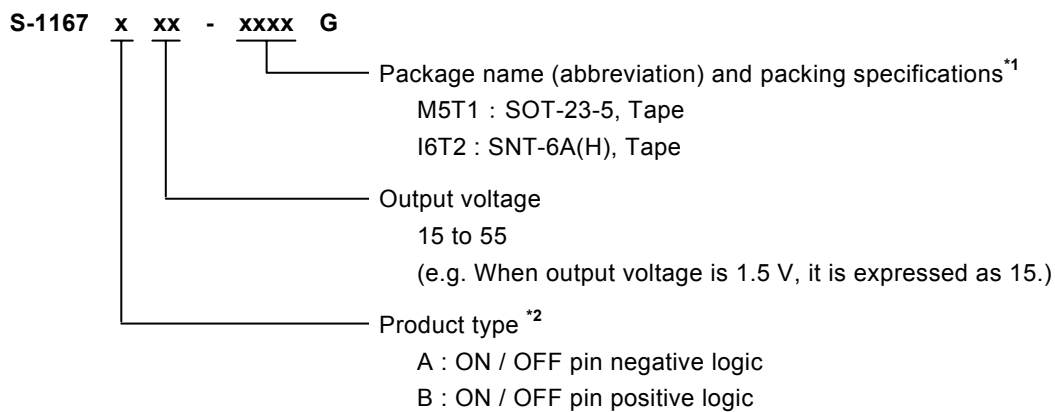 S-1167 x xx - xxxx G
Package name (abbreviation) and packing specifications*1
M5T1 : SOT-23-5, Tape
I6T2 : SNT-6A(H), Tape
Output voltage
15 to 55
(e.g. When output voltage is 1.5 V, it is expressed as 15.)
Product type *2
A : ON / OFF pin negative logic
B : ON / OFF pin positive logic